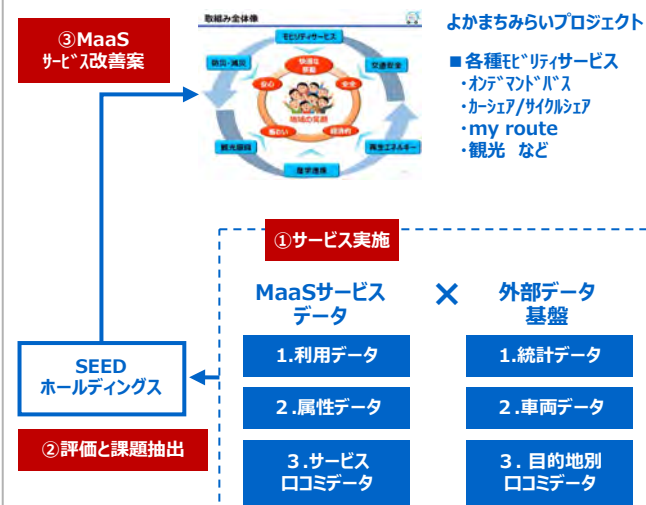 ③MaaS
ｻｰﾋﾞｽ改善案
取組み全体像
モビリティサービス
防災・減災
快適な
移動
交通安全
安心
安全
地域の笑顔
賑わい
経済的
観光振興
再生エネルギー
産学連携
よかまちみらいプロジェクト
■各種ﾓﾋﾞﾘﾃｨサービス
・ｵﾝﾃﾞﾏﾝﾄﾞﾊﾞｽ
・ｶｰｼｪｱ/ｻｲｸﾙｼｪｱ
・my route
・観光 など
①サービス実施
MaaSサービス
データ
×
外部データ
基盤
1.利用データ
1.統計データ
SEED
ホールディングス
2.属性データ
2.車両データ
②評価と課題抽出
3.サービス
口コミデータ
3. 目的地別
口コミデータ